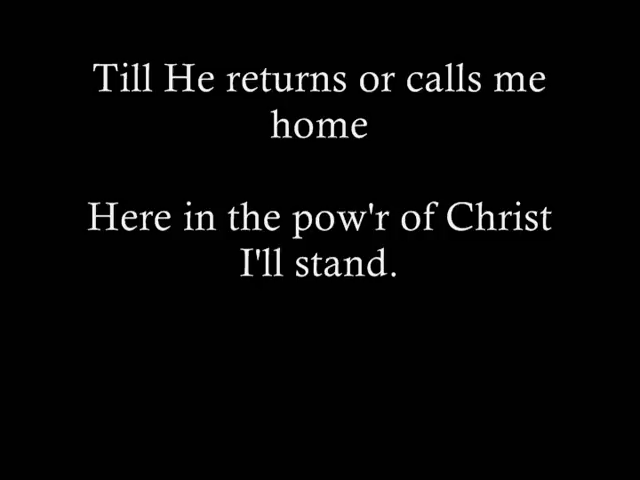 Till He returns or calls me
home
Here in the pow'r of Christ
I'll stand.